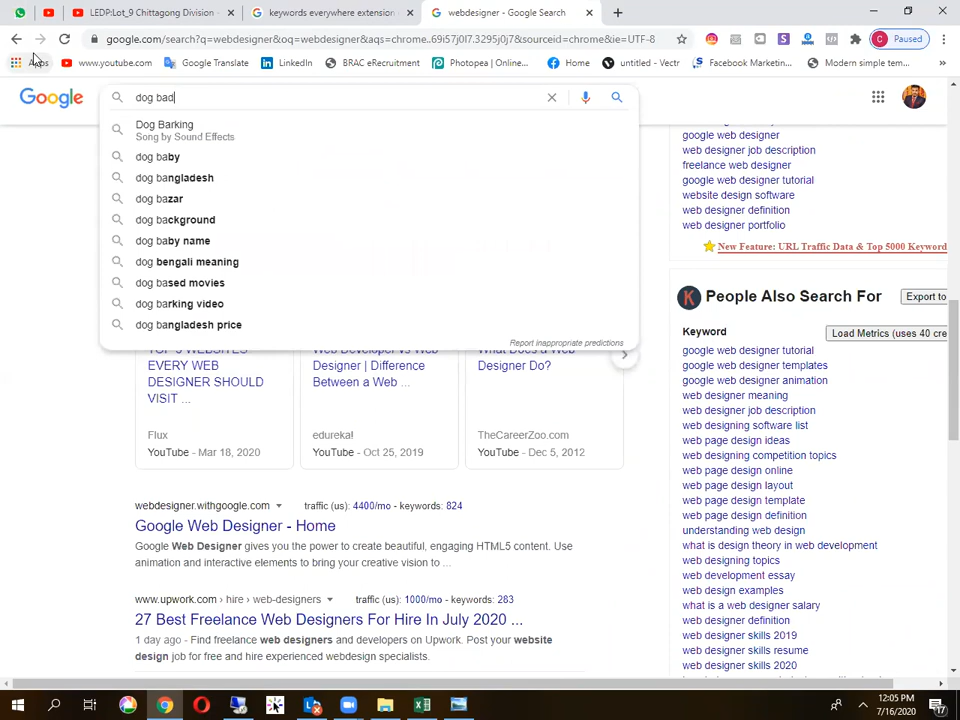 LEDP:Lot_9 Chittagong Division -
keywords everywhere extension -
webdesigner - Google Search
google.com/search?q=webdesigner&oq=webdesigner&aqs=chrome..69i57j0l7.3295j0j7&sourceid=chrome&ie=UTF-8
Paused
Apps
www.youtube.com
Google Translate
LinkedIn
BRAC eRecruitment
Photopea | Online...
Home
untitled - Vectr
Facebook Marketing...
Modern simple tem...
Google
dog bad
Dog Barking
Song by Sound Effects
dog baby
dog bangladesh
dog bazar
dog background
dog baby name
dog bengali meaning
dog based movies
dog barking video
dog bangladesh price
Report inappropriate predictions
EVERY WEB
DESIGNER SHOULD
VISIT ...
Flux
YouTube - Mar 18, 2020
Web Developer vs Web
Designer | Difference
Between a Web ...
edureka!
YouTube - Oct 25, 2019
What Does a Web
Designer Do?
TheCareerZoo.com
YouTube - Dec 5, 2012
webdesigner.withgoogle.com
traffic (us): 4400/mo - keywords: 824
Google Web Designer - Home
Google Web Designer gives you the power to create beautiful, engaging HTML5 content. Use
animation and interactive elements to bring your creative vision to ...
www.upwork.com › hire › web-designers
traffic (us): 1000/mo - keywords: 283
27 Best Freelance Web Designers For Hire In July 2020 ...
1 day ago - Find freelance web designers and developers on Upwork. Post your website
design job for free and hire experienced webdesign specialists.
google web designer
web designer job description
freelance web designer
google web designer tutorial
website design software
web designer definition
web designer portfolio
New Feature: URL Traffic Data & Top 5000 Keyword
K
People Also Search For
Export to
Keyword
Load Metrics (uses 40 cre
google web designer tutorial
google web designer templates
google web designer animation
web designer meaning
web designer job description
web designing software list
web page design ideas
web designing competition topics
web page design online
web page design layout
web page design template
web page design definition
understanding web design
what is design theory in web development
web designing topics
web development essay
web design examples
what is a web designer salary
web designer definition
web designer skills 2019
web designer skills resume
web designer skills 2020
12:05 PM
7/16/2020
17